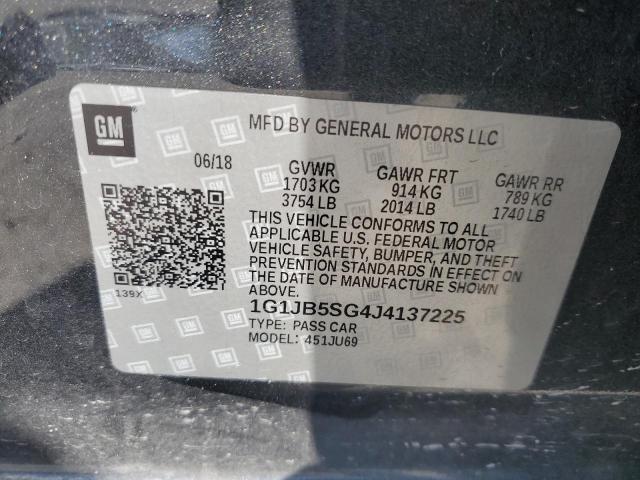 GM
MFD BY GENERAL MOTORS LLC
06/18
GVWR
1703 KG
3754 LB
GAWR FRT
914 KG
2014 LB
GAWR RR
789 KG
1740 LB
THIS VEHICLE CONFORMS TO ALL
APPLICABLE U.S. FEDERAL MOTOR
VEHICLE SAFETY, BUMPER, AND THEFT
PREVENTION STANDARDS IN EFFECT ON
THE DATE OF MANUFACTURE SHOWN
ABOVE.
139X
1G1JB5SG4J4137225
TYPE: PASS CAR
MODEL: 451JU69